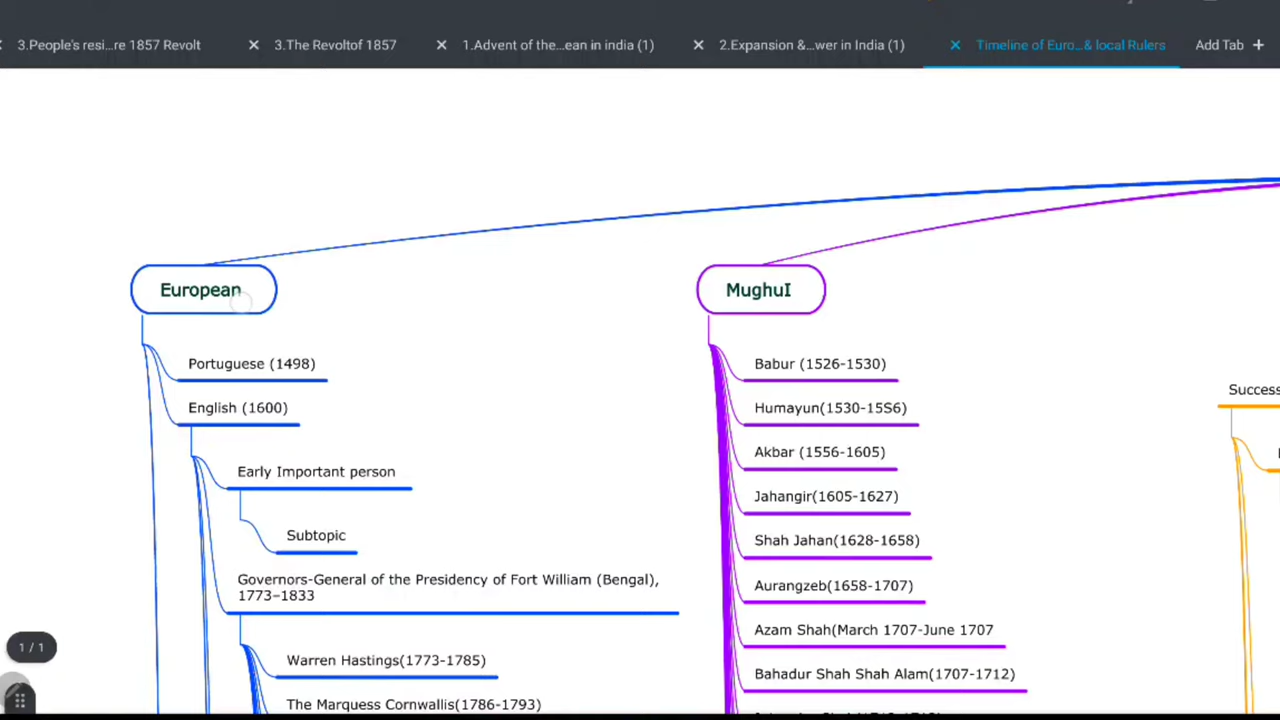 3.People's resi...re 1857 Revolt
3.The Revoltof 1857
1.Advent of the...ean in india (1)
2.Expansion &...wer in India (1)
Timeline of Euro...& local Rulers
Add Tab +
European
Portuguese (1498)
English (1600)
Early Important person
Subtopic
Governors-General of the Presidency of Fort William (Bengal),
1773–1833
Warren Hastings(1773-1785)
The Marquess Cornwallis(1786-1793)
MughuI
Babur (1526-1530)
Humayun(1530-15S6)
Akbar (1556-1605)
Jahangir(1605-1627)
Shah Jahan(1628-1658)
Aurangzeb(1658-1707)
Azam Shah(March 1707-June 1707
Bahadur Shah Shah Alam(1707-1712)
Success
1 / 1